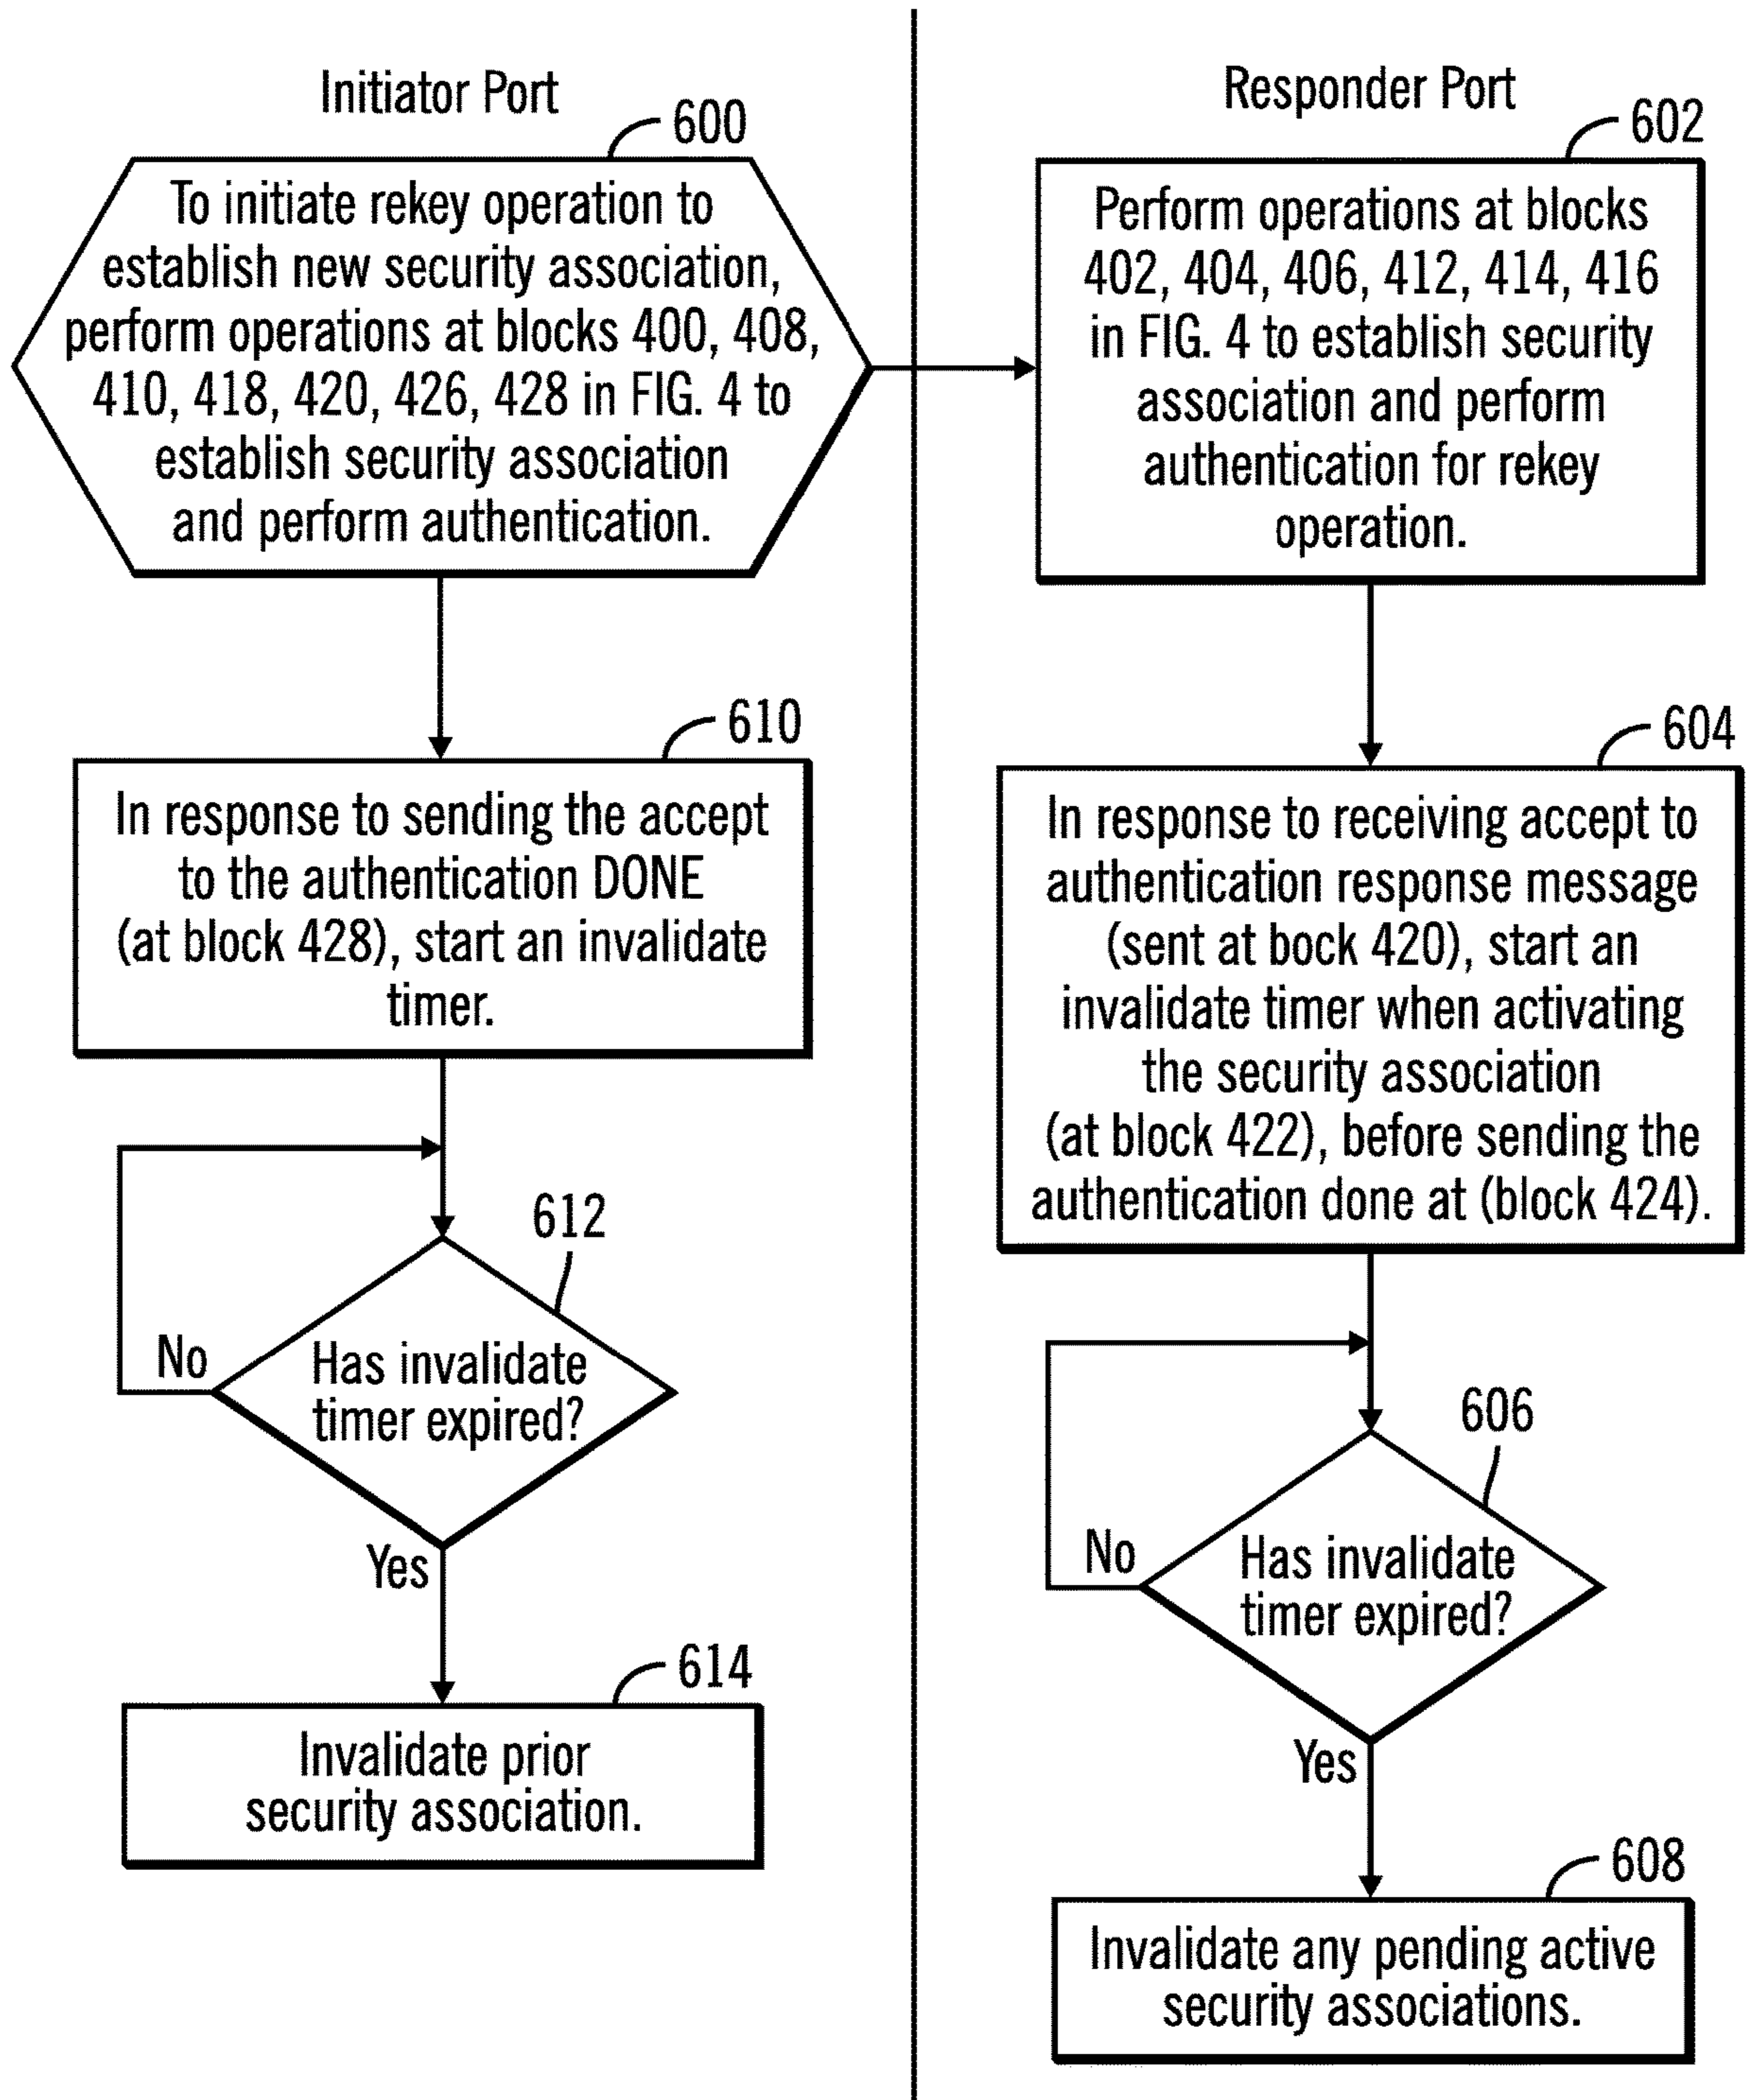 Initiator Port
600
To initiate rekey operation to
establish new security association,
perform operations at blocks 400, 408,
410, 418, 420, 426, 428 in FIG. 4 to
establish security association
and perform authentication.
610
In response to sending the accept
to the authentication DONE
(at block 428), start an invalidate
timer.
612
No
Has invalidate
timer expired?
Yes
614
Invalidate prior
security association.
Responder Port
602
Perform operations at blocks
402, 404, 406, 412, 414, 416
in FIG. 4 to establish security
association and perform
authentication for rekey
operation.
604
In response to receiving accept to
authentication response message
(sent at bock 420), start an
invalidate timer when activating
the security association
(at block 422), before sending the
authentication done at (block 424).
606
No
Has invalidate
timer expired?
Yes
608
Invalidate any pending active
security associations.